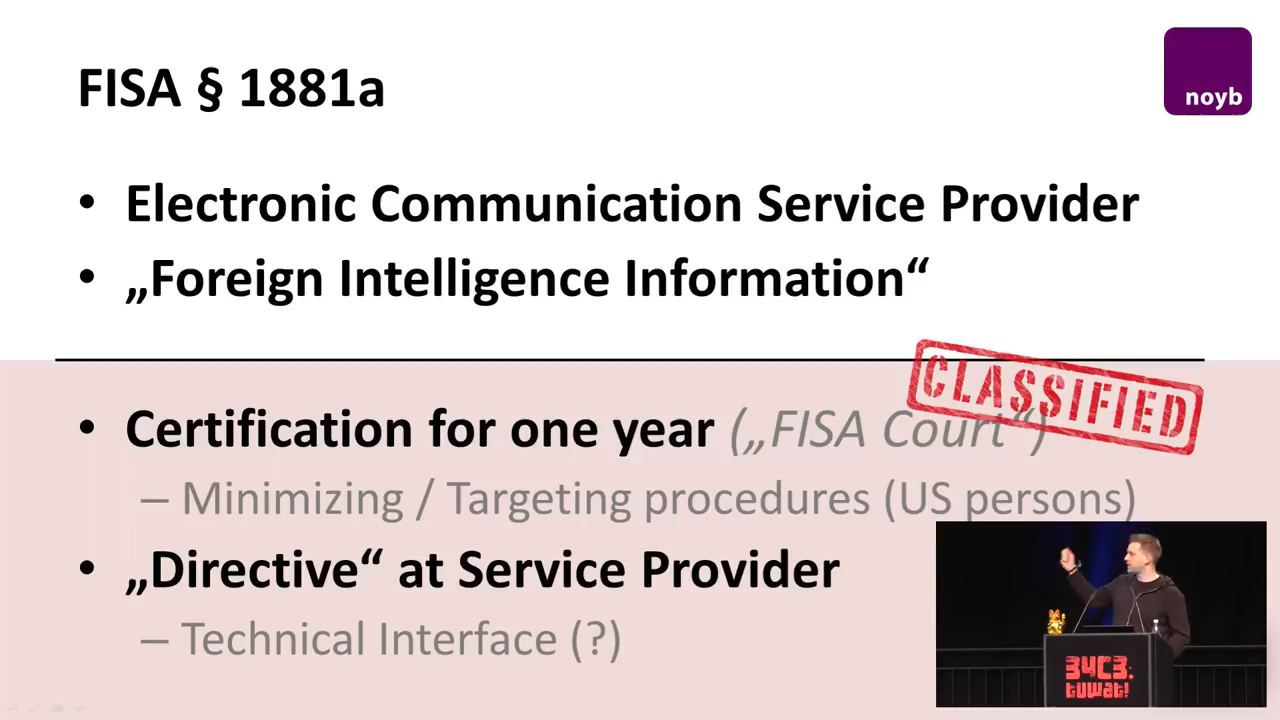 FISA § 1881a
noyb
• Electronic Communication Service Provider
• „Foreign Intelligence Information“
CLASSIFIED
• Certification for one year („FISA Court“)
– Minimizing / Targeting procedures (US persons)
• „Directive“ at Service Provider
– Technical Interface (?)
34C3.
tuwat!